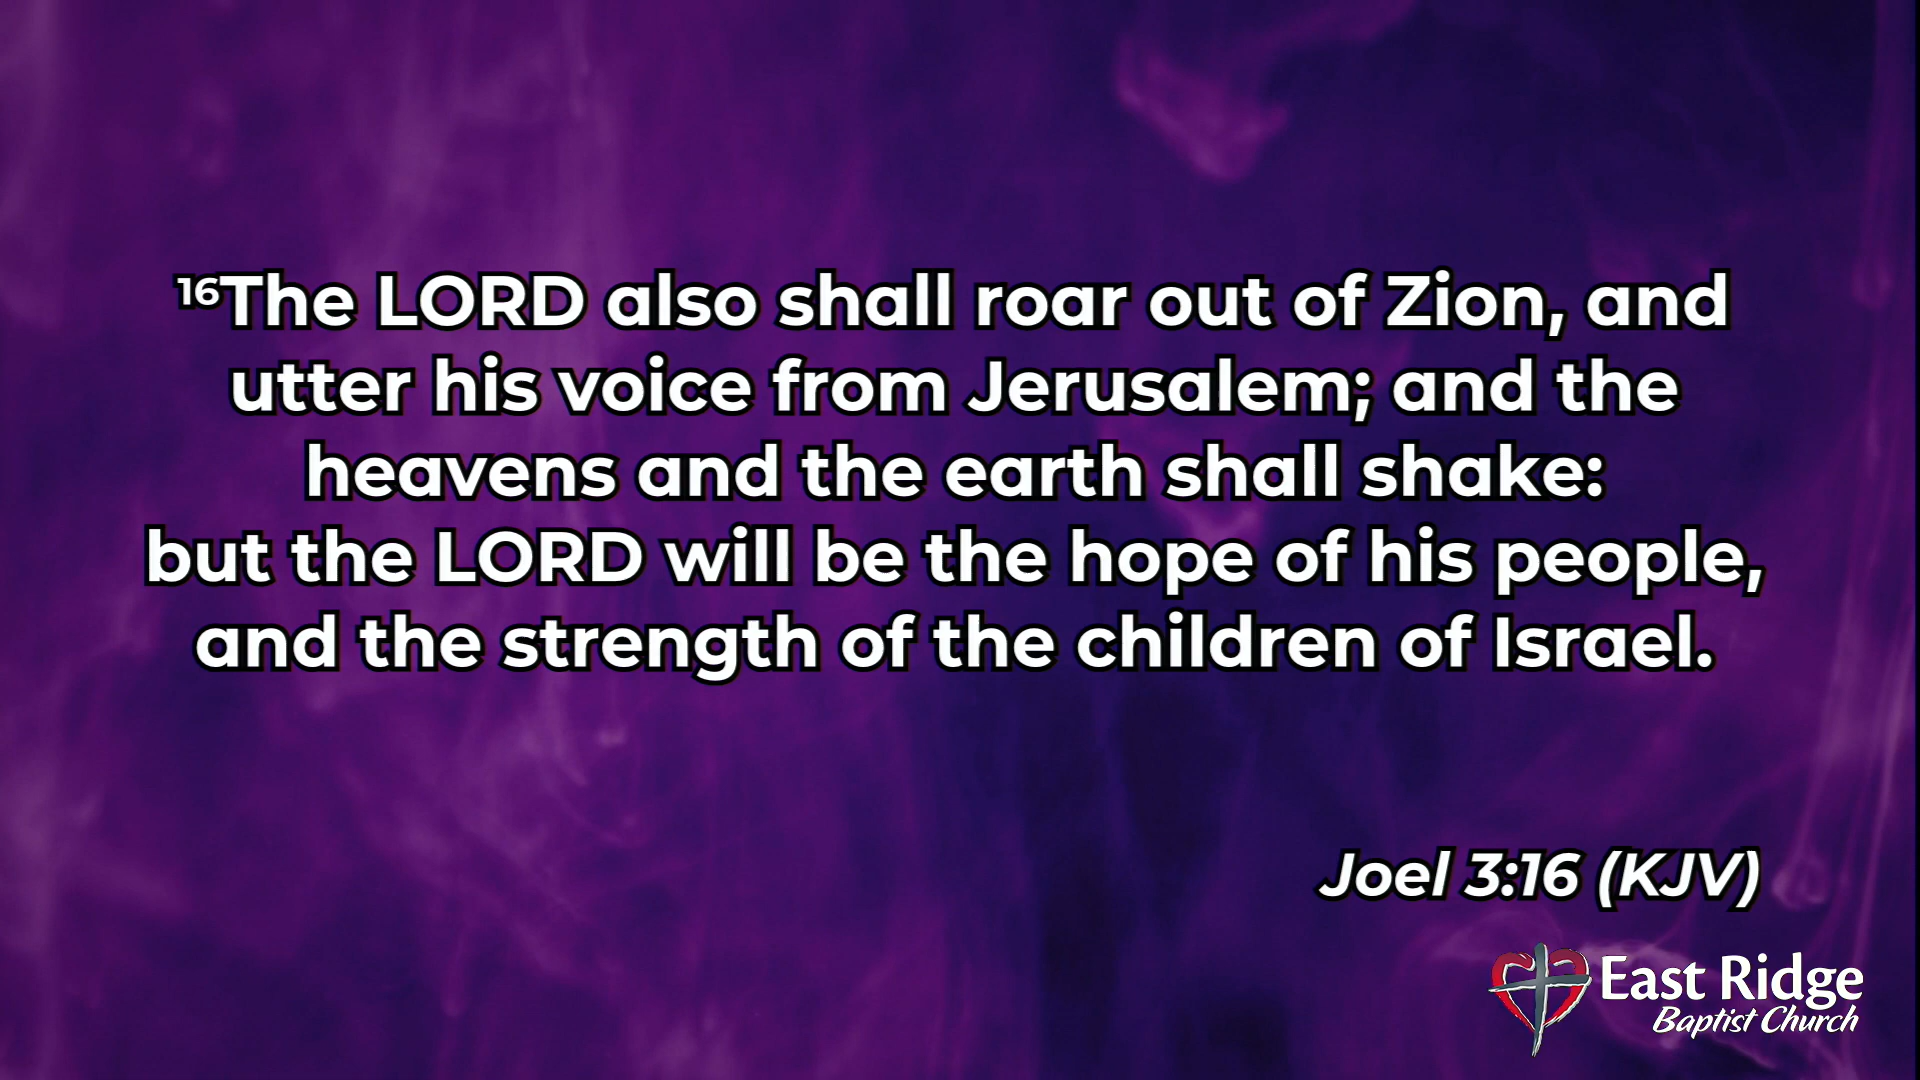 ¹⁶The LORD also shall roar out of Zion, and
utter his voice from Jerusalem; and the
heavens and the earth shall shake:
but the LORD will be the hope of his people,
and the strength of the children of Israel.
Joel 3:16 (KJV)
East Ridge
Baptist Church